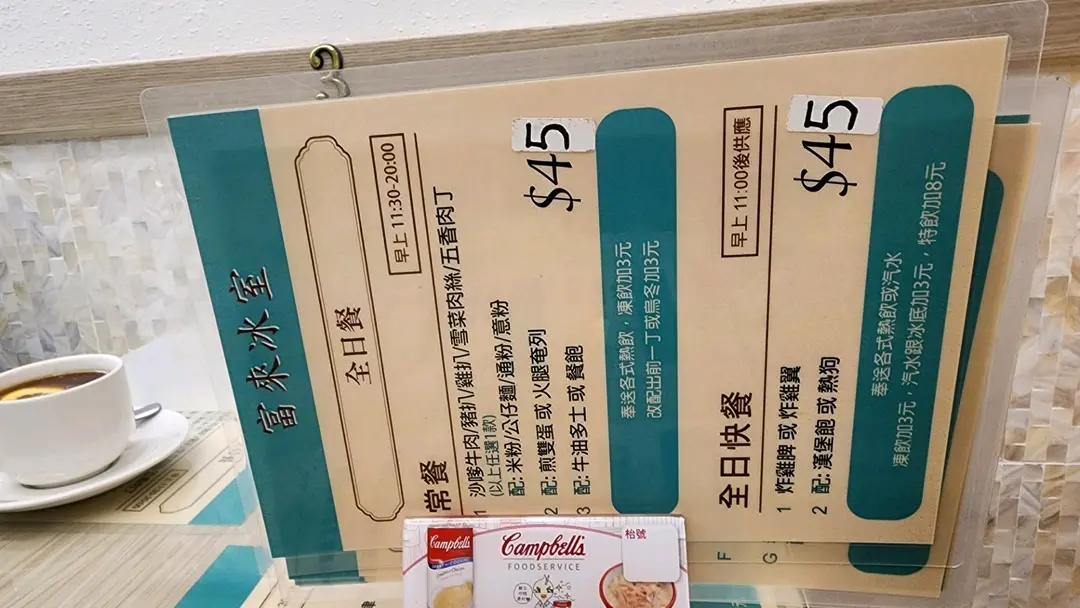 富來冰室
全日餐
早上 11:30-20:00
常餐
$45
1 沙嗲牛肉/豬扒/雞扒/雪菜肉絲/五香肉丁
(以上任選1款)
配: 米粉/公仔麵/通粉/意粉
2 配: 煎雙蛋 或 火腿奄列
3 配: 牛油多士 或 餐飽
奉送各式熱飲，凍飲加3元
改配出前一丁或烏冬加3元
全日快餐
早上 11:00後供應
$45
1 炸雞脾 或 炸雞翼
2 配: 漢堡飽 或 熱狗
奉送各式熱飲或汽水
凍飲加3元，汽水跟冰底加3元，特飲加8元
F
G
Campbell's
Campbell's
FOODSERVICE
枱號